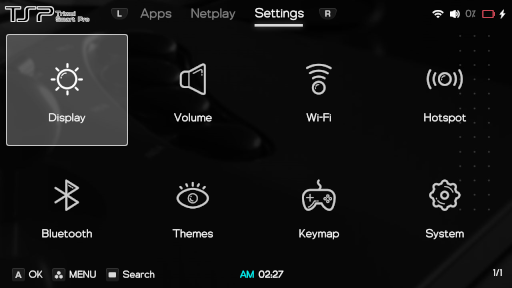 TSP Trimui Smart Pro
L Apps Netplay Settings R 0%
Display Volume Wi-Fi Hotspot
Bluetooth Themes Keymap System
A OK MENU Search AM 02:27 1/1